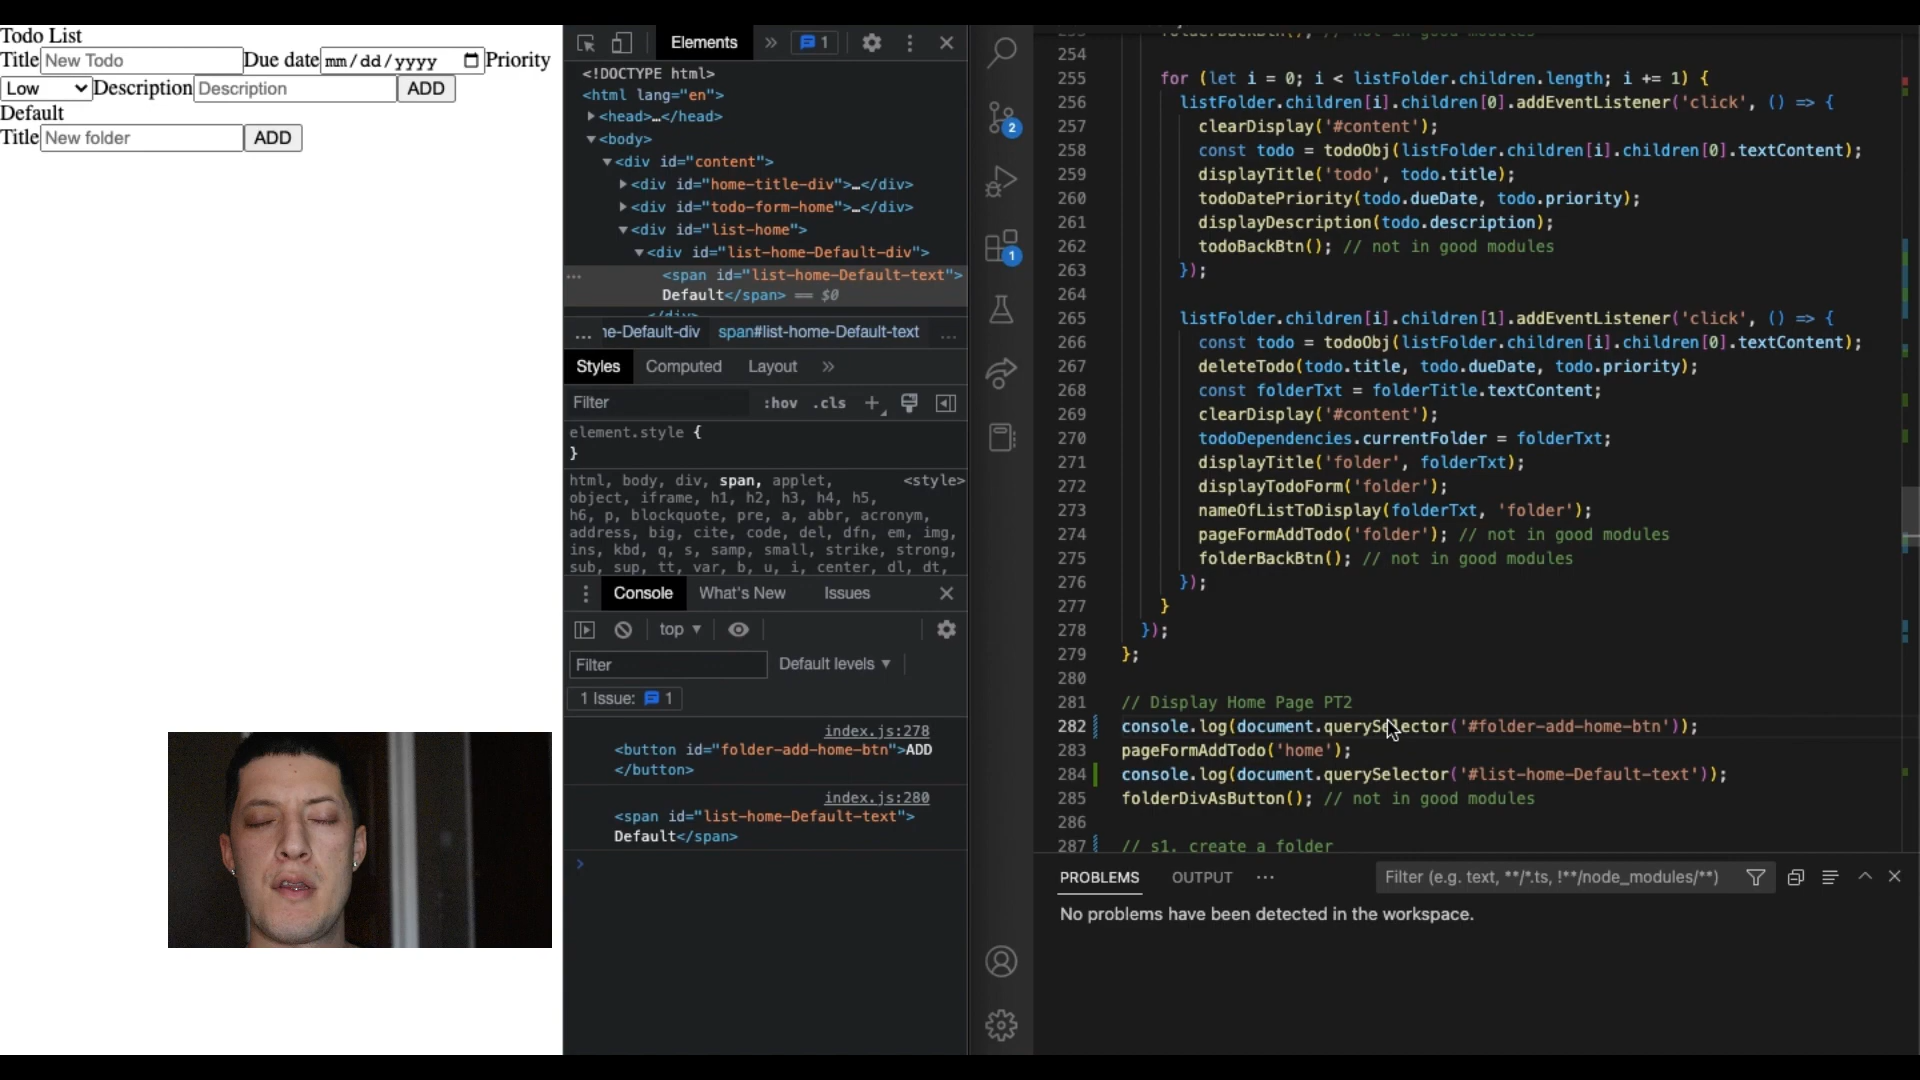 Todo List
Title New Todo Due date mm/dd/yyyy Priority
Low Description Description ADD
Default
Title New folder ADD
Elements » 1
<!DOCTYPE html>
<html lang="en">
<head>…</head>
<body>
<div id="content">
<div id="home-title-div">…</div>
<div id="todo-form-home">…</div>
<div id="list-home">
<div id="list-home-Default-div">
<span id="list-home-Default-text">
Default</span> == $0
</div>
... ne-Default-div span#list-home-Default-text ...
Styles Computed Layout »
Filter :hov .cls +
element.style {
}
html, body, div, span, applet, <style>
object, iframe, h1, h2, h3, h4, h5,
h6, p, blockquote, pre, a, abbr, acronym,
address, big, cite, code, del, dfn, em, img,
ins, kbd, q, s, samp, small, strike, strong,
sub, sup, tt, var, b, u, i, center, dl, dt,
Console What's New Issues
top ▼
Filter Default levels ▼
1 Issue: 1
index.js:278
<button id="folder-add-home-btn">ADD
</button>
index.js:280
<span id="list-home-Default-text">
Default</span>
>
2
1
253 folderBackBtn(); // not in good modules
254
255 for (let i = 0; i < listFolder.children.length; i += 1) {
256 listFolder.children[i].children[0].addEventListener('click', () => {
257 clearDisplay('#content');
258 const todo = todoObj(listFolder.children[i].children[0].textContent);
259 displayTitle('todo', todo.title);
260 todoDatePriority(todo.dueDate, todo.priority);
261 displayDescription(todo.description);
262 todoBackBtn(); // not in good modules
263 });
264
265 listFolder.children[i].children[1].addEventListener('click', () => {
266 const todo = todoObj(listFolder.children[i].children[0].textContent);
267 deleteTodo(todo.title, todo.dueDate, todo.priority);
268 const folderTxt = folderTitle.textContent;
269 clearDisplay('#content');
270 todoDependencies.currentFolder = folderTxt;
271 displayTitle('folder', folderTxt);
272 displayTodoForm('folder');
273 nameOfListToDisplay(folderTxt, 'folder');
274 pageFormAddTodo('folder'); // not in good modules
275 folderBackBtn(); // not in good modules
276 });
277 }
278 });
279 };
280
281 // Display Home Page PT2
282 console.log(document.querySelector('#folder-add-home-btn'));
283 pageFormAddTodo('home');
284 console.log(document.querySelector('#list-home-Default-text'));
285 folderDivAsButton(); // not in good modules
286
287 // s1. create a folder
PROBLEMS OUTPUT ... Filter (e.g. text, **/*.ts, !**/node_modules/**)
No problems have been detected in the workspace.